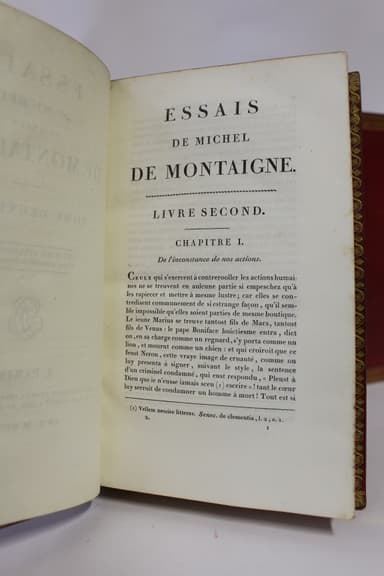 ESSAIS
DE MICHEL
DE MONTAIGNE.
LIVRE SECOND.
CHAPITRE I.
De l'inconstance de nos actions.
CEULX qui s'exercent à contrerooller les actions humai-
nes ne se treuvent en aulcune partie si empeschez qu'à
les rapiecer et mettre à mesme lustre; car elles se con-
tredisent communement de si estrange façon, qu'il sem-
ble impossible qu'elles soient parties de mesme boutique.
Le ieune Marius se treuve tantost fils de Mars, tantost
fils de Venus: le pape Boniface huictiesme entra, dict
on, en sa charge comme un regnard, s'y porta comme un
lion, et mourut comme un chien: et qui croiroit que ce
feust Neron, cette vraye image de cruauté, comme on
luy presenta à signer, suivant le style, la sentence
d'un criminel condamné, qui eust respondu, « Pleust à
Dieu que ie n'eusse iamais sceu (1) escrire »! tant le cœur
luy serroit de condamner un homme à mort! Tout est si
(1) Vellem nescire litteras. Senec. de clementia, l. 2, c. 1.
2. 1